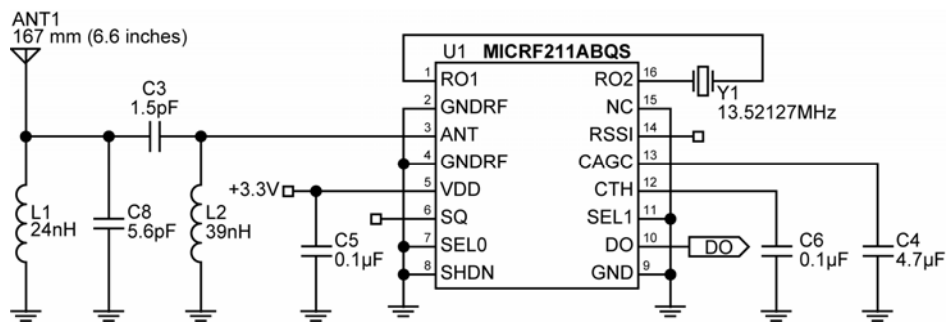 ANT1
167 mm (6.6 inches)
U1 MICRF211ABQS
1 RO1 RO2 16
Y1
13.52127MHz
2 GNDRF NC 15
C3
1.5pF
3 ANT RSSI 14
4 GNDRF CAGC 13
+3.3V 5 VDD CTH 12
6 SQ SEL1 11
7 SEL0 DO 10 DO
8 SHDN GND 9
L1
24nH
C8
5.6pF
L2
39nH
C5
0.1µF
C6
0.1µF
C4
4.7µF